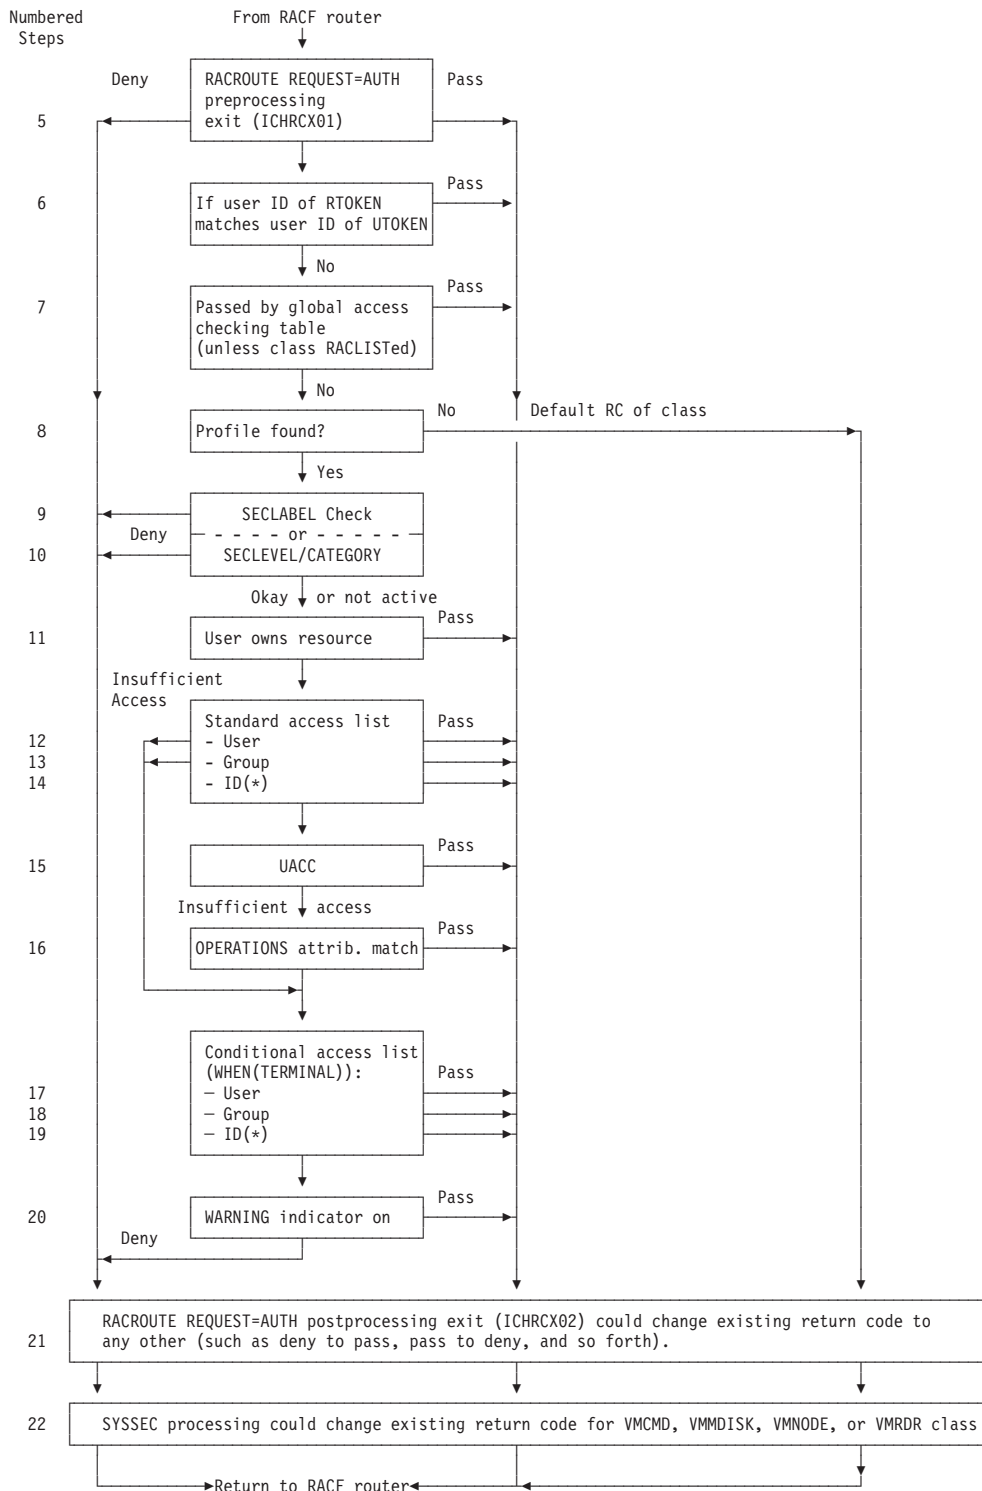 Numbered
Steps
From RACF router
Deny
RACROUTE REQUEST=AUTH
preprocessing
exit (ICHRCX01)
Pass
5
6
If user ID of RTOKEN
matches user ID of UTOKEN
Pass
No
7
Passed by global access
checking table
(unless class RACLISTed)
Pass
No
8
Profile found?
No
Default RC of class
Yes
9
SECLABEL Check
Deny
- - - - or - - - - -
10
SECLEVEL/CATEGORY
Okay or not active
11
User owns resource
Pass
Insufficient
Access
Standard access list
Pass
12
- User
13
- Group
14
- ID(*)
15
UACC
Pass
Insufficient access
16
OPERATIONS attrib. match
Pass
Conditional access list
(WHEN(TERMINAL)):
Pass
17
— User
18
— Group
19
— ID(*)
20
WARNING indicator on
Pass
Deny
RACROUTE REQUEST=AUTH postprocessing exit (ICHRCX02) could change existing return code to
21
any other (such as deny to pass, pass to deny, and so forth).
22
SYSSEC processing could change existing return code for VMCMD, VMMDISK, VMNODE, or VMRDR class
Return to RACF router